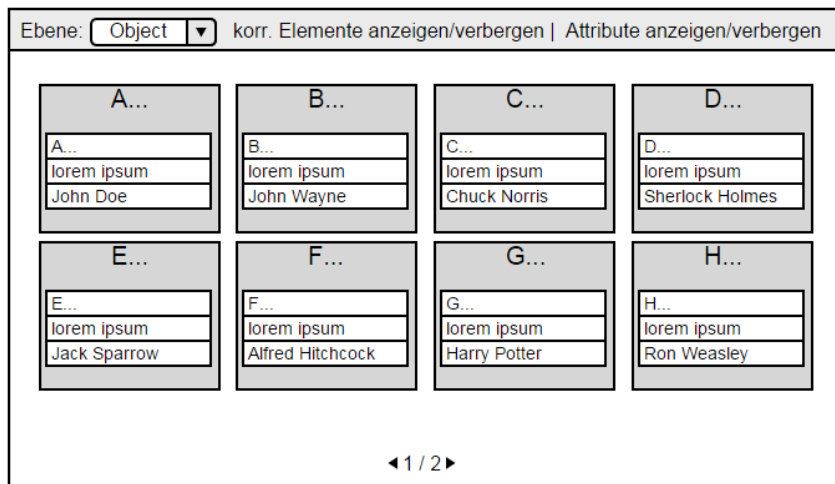 Ebene: Object korr. Elemente anzeigen/verbergen | Attribute anzeigen/verbergen
A... B... C... D...
A... B... C... D...
lorem ipsum lorem ipsum lorem ipsum lorem ipsum
John Doe John Wayne Chuck Norris Sherlock Holmes
E... F... G... H...
E... F... G... H...
lorem ipsum lorem ipsum lorem ipsum lorem ipsum
Jack Sparrow Alfred Hitchcock Harry Potter Ron Weasley
1 / 2